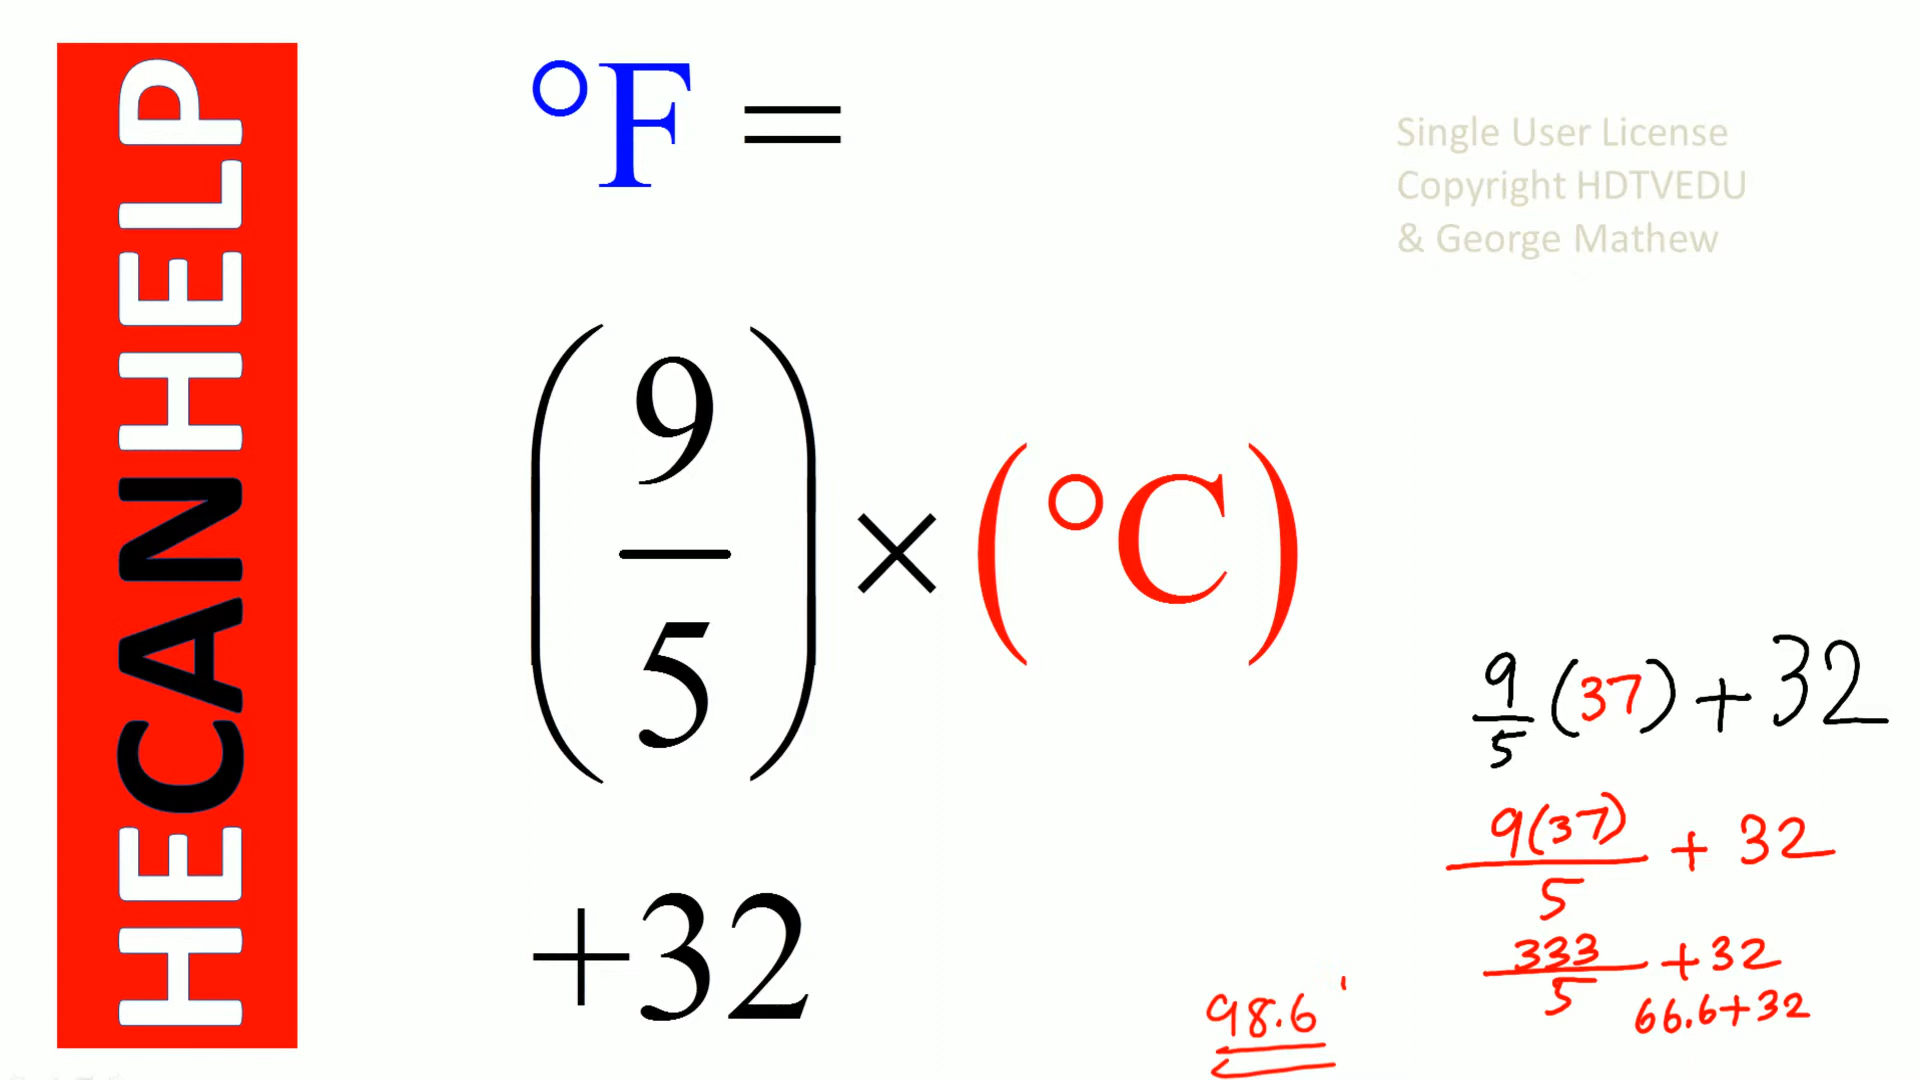 HECANHELP
°F =
Single User License
Copyright HDTVEDU
& George Mathew
(9/5) × (°C)
+32
9/5 (37) + 32
9(37)/5 + 32
333/5 + 32
66.6+32
98.6